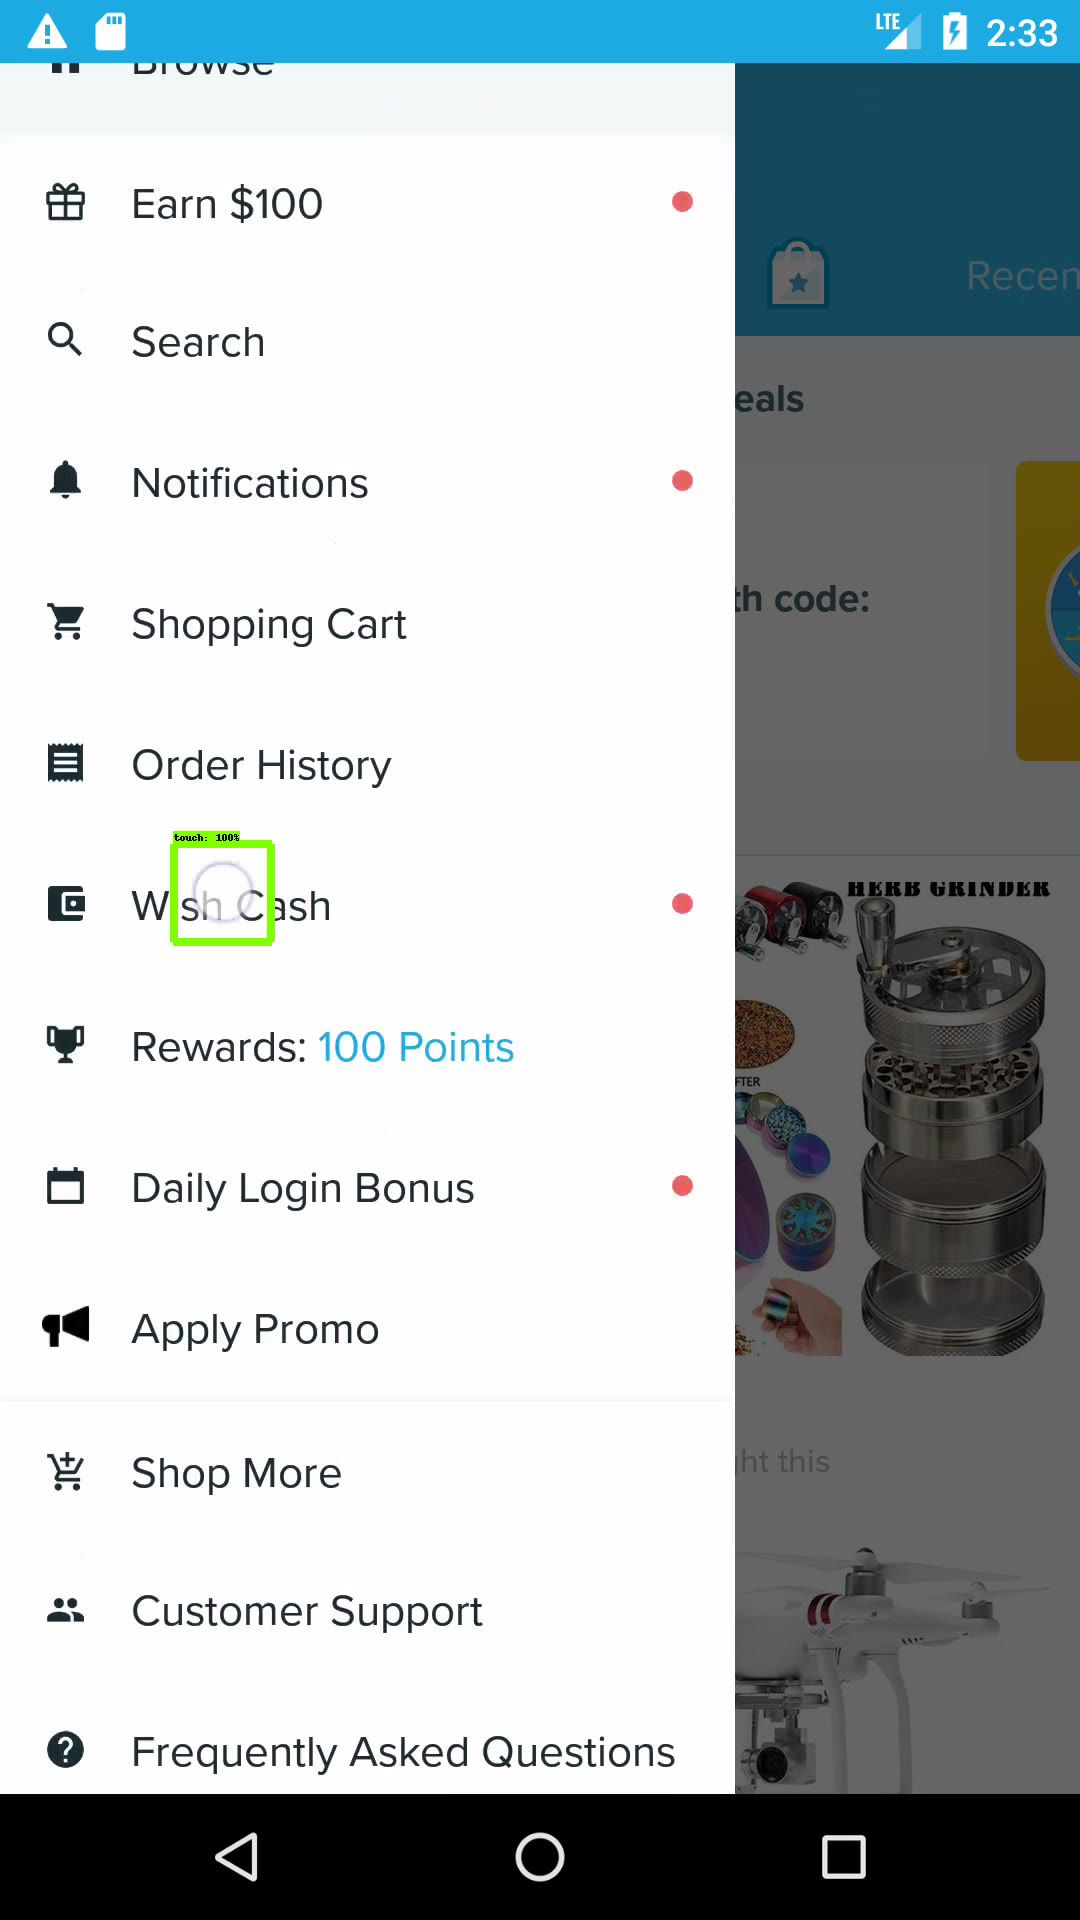 LTE 2:33
Browse
Earn $100
Recen
Search
eals
Notifications
th code:
Shopping Cart
Order History
touch: 100%
Wish Cash
HERB GRINDER
Rewards: 100 Points
FTER
Daily Login Bonus
Apply Promo
Shop More
ght this
Customer Support
Frequently Asked Questions